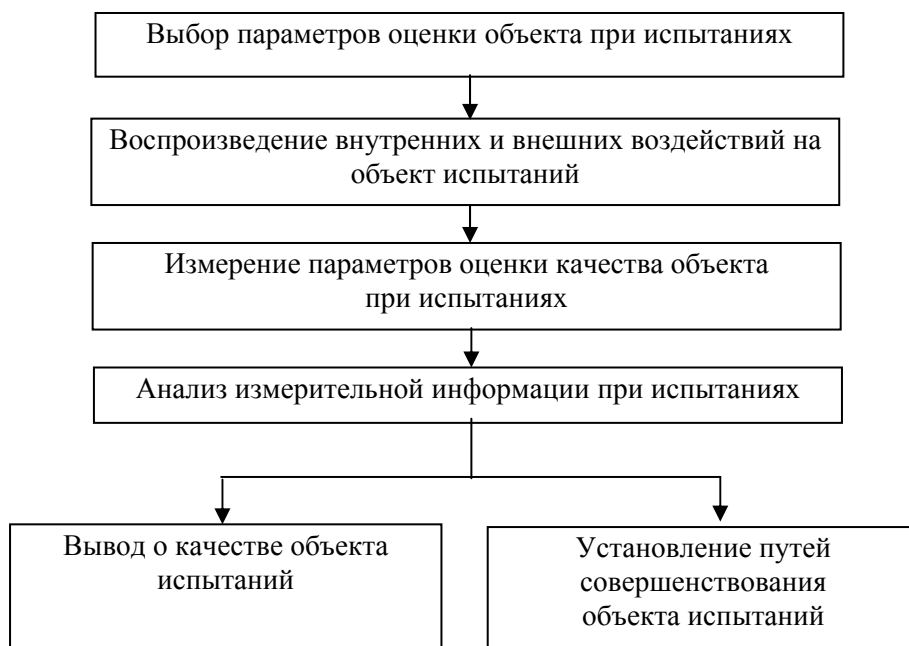 Выбор параметров оценки объекта при испытаниях
Воспроизведение внутренних и внешних воздействий на
объект испытаний
Измерение параметров оценки качества объекта
при испытаниях
Анализ измерительной информации при испытаниях
Вывод о качестве объекта
испытаний
Установление путей
совершенствования
объекта испытаний